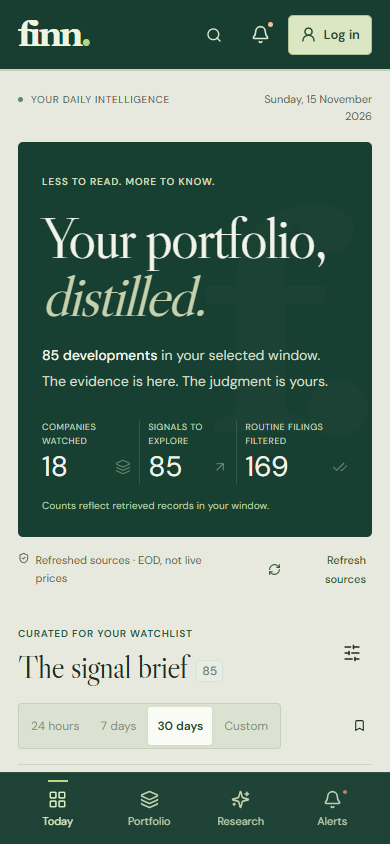 finn.
Log in
YOUR DAILY INTELLIGENCE
Sunday, 15 November
2026
LESS TO READ. MORE TO KNOW.
Your portfolio,
distilled.
85 developments in your selected window.
The evidence is here. The judgment is yours.
COMPANIES
WATCHED
18
SIGNALS TO
EXPLORE
85
ROUTINE FILINGS
FILTERED
169
Counts reflect retrieved records in your window.
Refreshed sources · EOD, not live
prices
Refresh
sources
CURATED FOR YOUR WATCHLIST
The signal brief 85
24 hours 7 days 30 days Custom
Today Portfolio Research Alerts